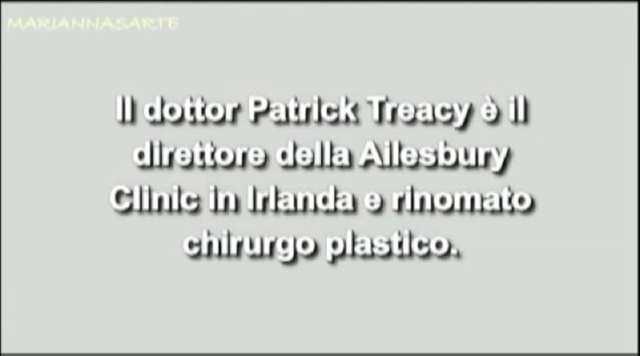 MARIANNASARTE
Il dottor Patrick Treacy è il
direttore della Ailesbury
Clinic in Irlanda e rinomato
chirurgo plastico.